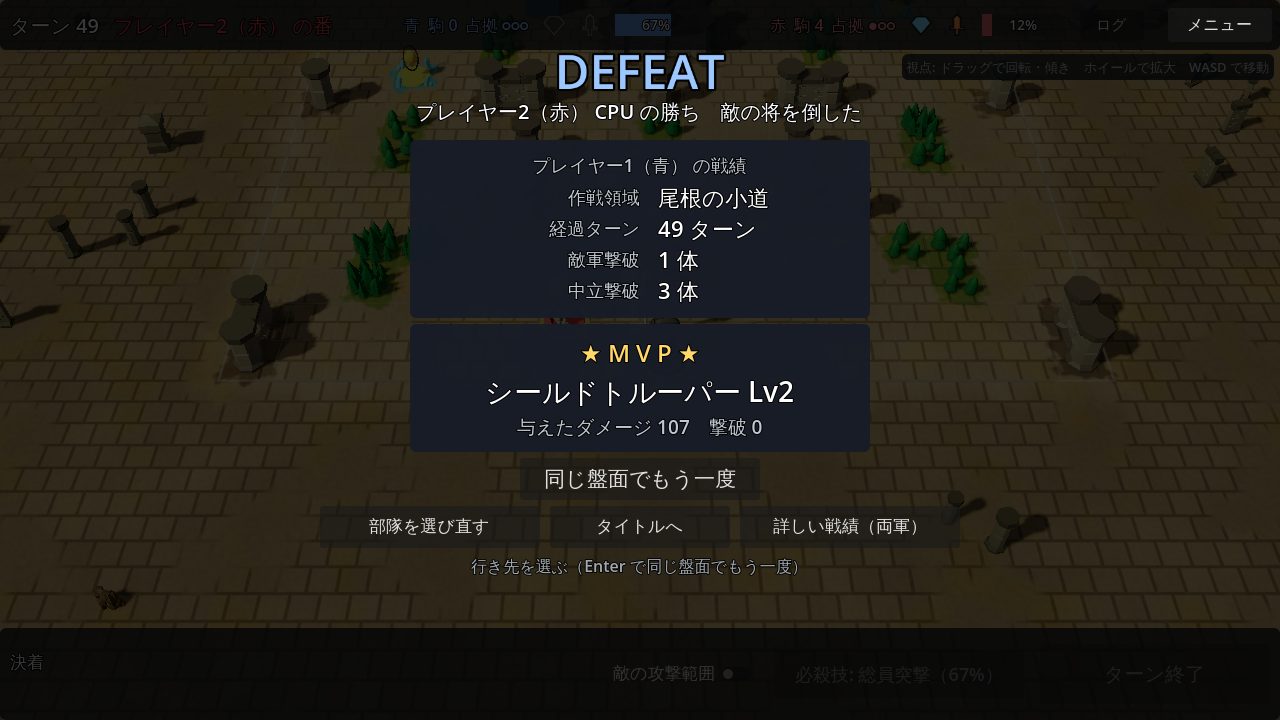 ターン 49 プレイヤー2（赤） の番 青 駒 0 占拠 ○○○ 67% 赤 駒 4 占拠 ●○○ 12% ログ メニュー
視点: ドラッグで回転・傾き ホイールで拡大 WASD で移動
DEFEAT
プレイヤー2（赤） CPU の勝ち 敵の将を倒した
プレイヤー1（青） の戦績
作戦領域 尾根の小道
経過ターン 49 ターン
敵軍撃破 1 体
中立撃破 3 体
★ M V P ★
シールドトルーパー Lv2
与えたダメージ 107 撃破 0
同じ盤面でもう一度
部隊を選び直す タイトルへ 詳しい戦績（両軍）
行き先を選ぶ（Enter で同じ盤面でもう一度）
決着
敵の攻撃範囲 必殺技: 総員突撃（67%） ターン終了